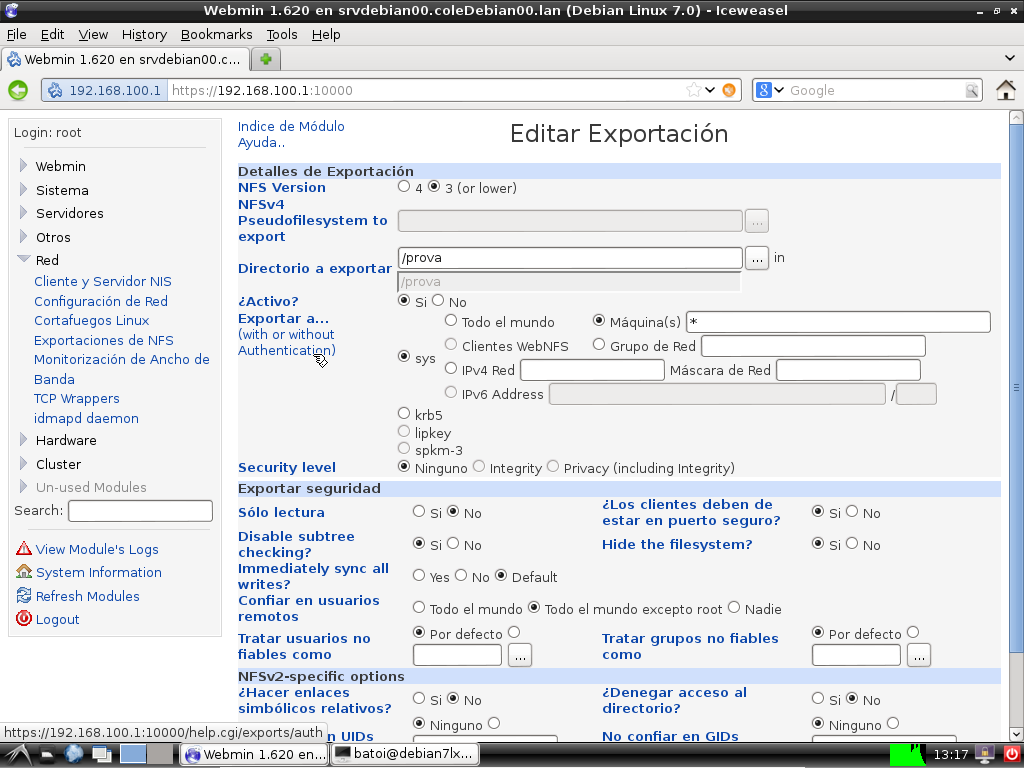 Webmin 1.620 en srvdebian00.coleDebian00.lan (Debian Linux 7.0) - Iceweasel
File Edit View History Bookmarks Tools Help
Webmin 1.620 en srvdebian00.c...
192.168.100.1 https://192.168.100.1:10000 Google
Login: root
Webmin
Sistema
Servidores
Otros
Red
Cliente y Servidor NIS
Configuración de Red
Cortafuegos Linux
Exportaciones de NFS
Monitorización de Ancho de
Banda
TCP Wrappers
idmapd daemon
Hardware
Cluster
Un-used Modules
Search:
View Module's Logs
System Information
Refresh Modules
Logout
Indice de Módulo
Ayuda..
Editar Exportación
Detalles de Exportación
NFS Version 4 3 (or lower)
NFSv4
Pseudofilesystem to
export
...
Directorio a exportar /prova ... in
/prova
¿Activo? Si No
Exportar a...
(with or without
Authentication)
sys
Todo el mundo Máquina(s) *
Clientes WebNFS Grupo de Red
IPv4 Red Máscara de Red
IPv6 Address /
krb5
lipkey
spkm-3
Security level Ninguno Integrity Privacy (including Integrity)
Exportar seguridad
Sólo lectura Si No
¿Los clientes deben de
estar en puerto seguro?
Si No
Disable subtree
checking?
Si No
Hide the filesystem? Si No
Immediately sync all
writes?
Yes No Default
Confiar en usuarios
remotos
Todo el mundo Todo el mundo excepto root Nadie
Tratar usuarios no
fiables como
Por defecto
...
Tratar grupos no fiables
como
Por defecto
...
NFSv2-specific options
¿Hacer enlaces
simbólicos relativos?
Si No
¿Denegar acceso al
directorio?
Si No
n UIDs
Ninguno
No confiar en GIDs
Ninguno
https://192.168.100.1:10000/help.cgi/exports/auth
Webmin 1.620 en srvdebian00.... batoi@debian7lx... 13:17